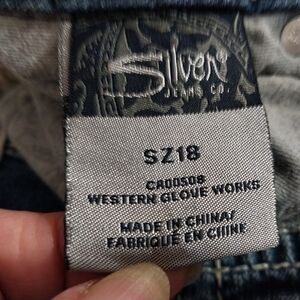 Silver
JEANS CO.
SZ18
CA00508
WESTERN GLOVE WORKS
MADE IN CHINA/
FABRIQUÉ EN CHINE